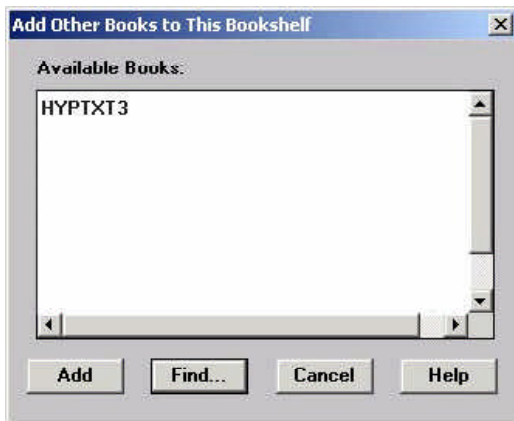 Add Other Books to This Bookshelf
Available Books:
HYPTXT3
Add Find... Cancel Help